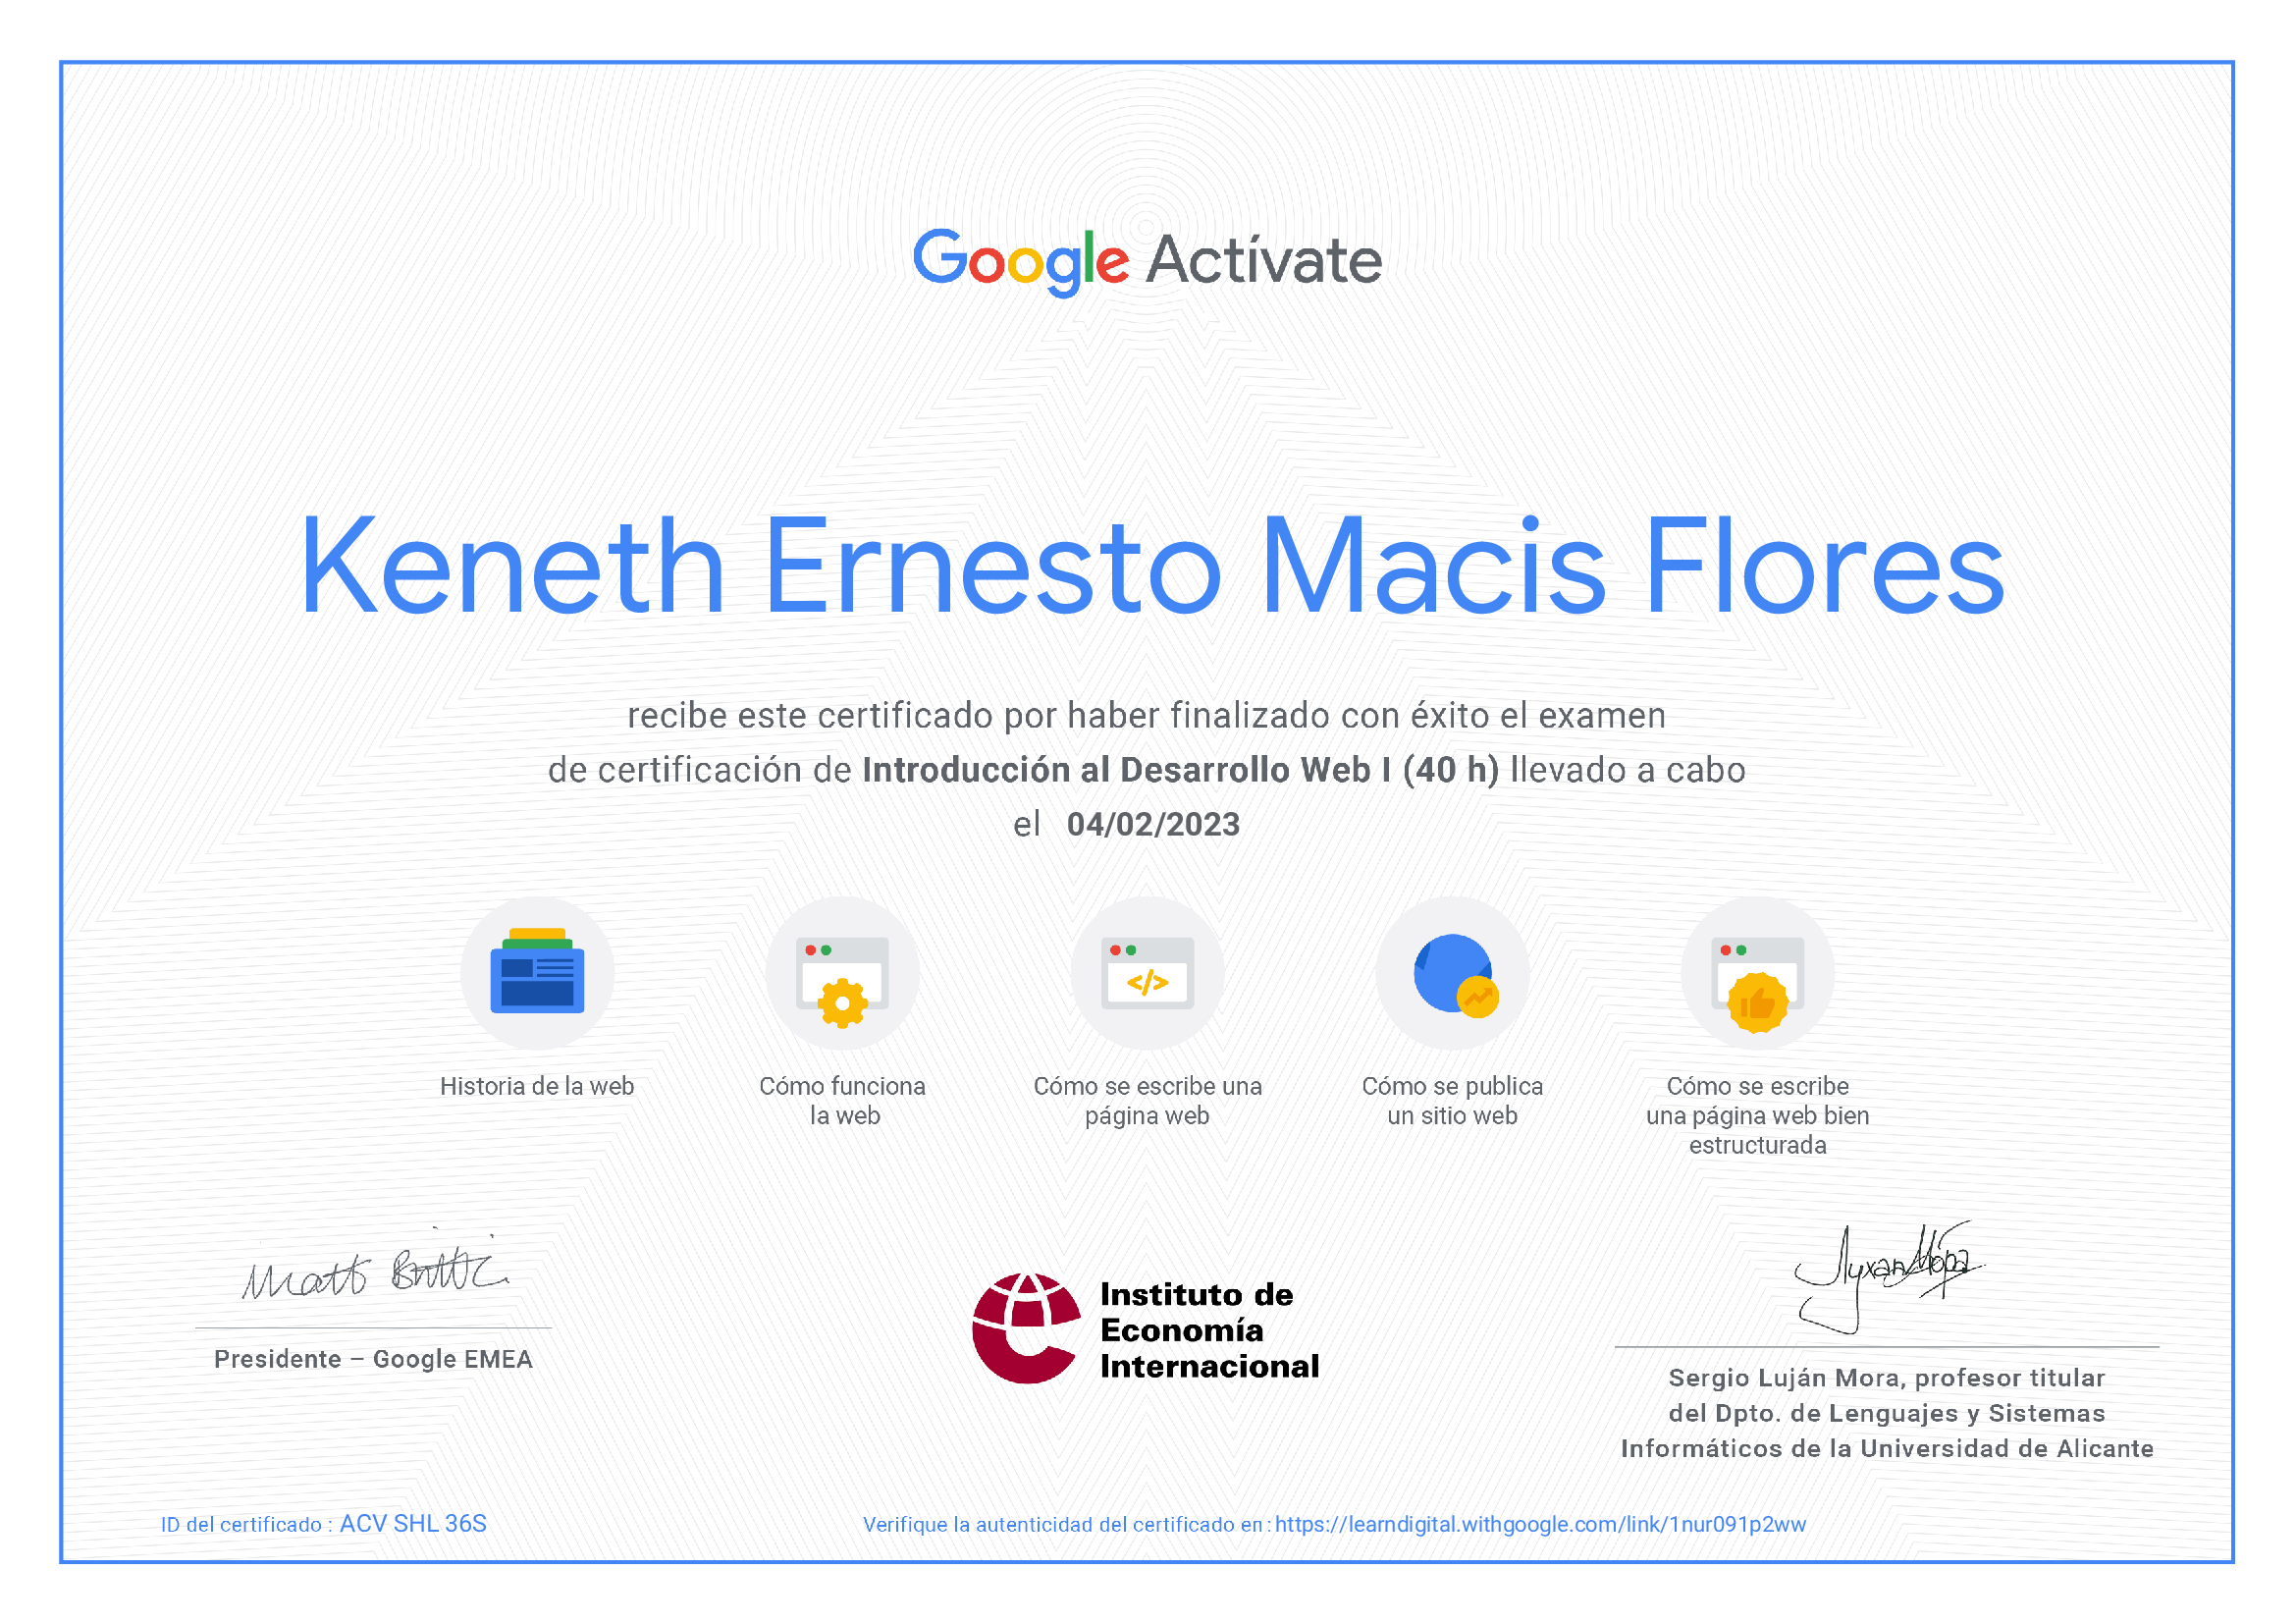 Google Actívate
Keneth Ernesto Macis Flores
recibe este certificado por haber finalizado con éxito el examen
de certificación de Introducción al Desarrollo Web I (40 h) llevado a cabo
el 04/02/2023
</>
Historia de la web
Cómo funciona
la web
Cómo se escribe una
página web
Cómo se publica
un sitio web
Cómo se escribe
una página web bien
estructurada
Presidente – Google EMEA
Instituto de
Economía
Internacional
Sergio Luján Mora, profesor titular
del Dpto. de Lenguajes y Sistemas
Informáticos de la Universidad de Alicante
ID del certificado : ACV SHL 36S
Verifique la autenticidad del certificado en : https://learndigital.withgoogle.com/link/1nur091p2ww